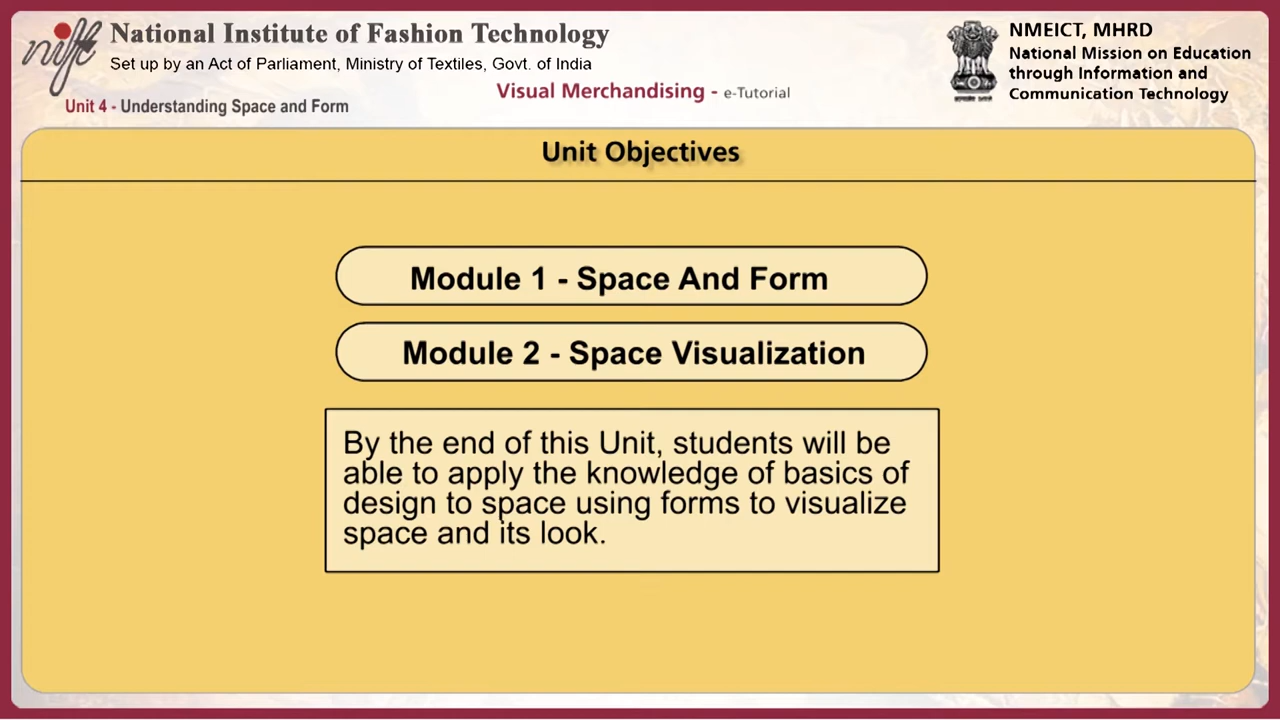 nift
National Institute of Fashion Technology
Set up by an Act of Parliament, Ministry of Textiles, Govt. of India
Unit 4 - Understanding Space and Form
Visual Merchandising - e-Tutorial
NMEICT, MHRD
National Mission on Education
through Information and
Communication Technology
Unit Objectives
Module 1 - Space And Form
Module 2 - Space Visualization
By the end of this Unit, students will be
able to apply the knowledge of basics of
design to space using forms to visualize
space and its look.